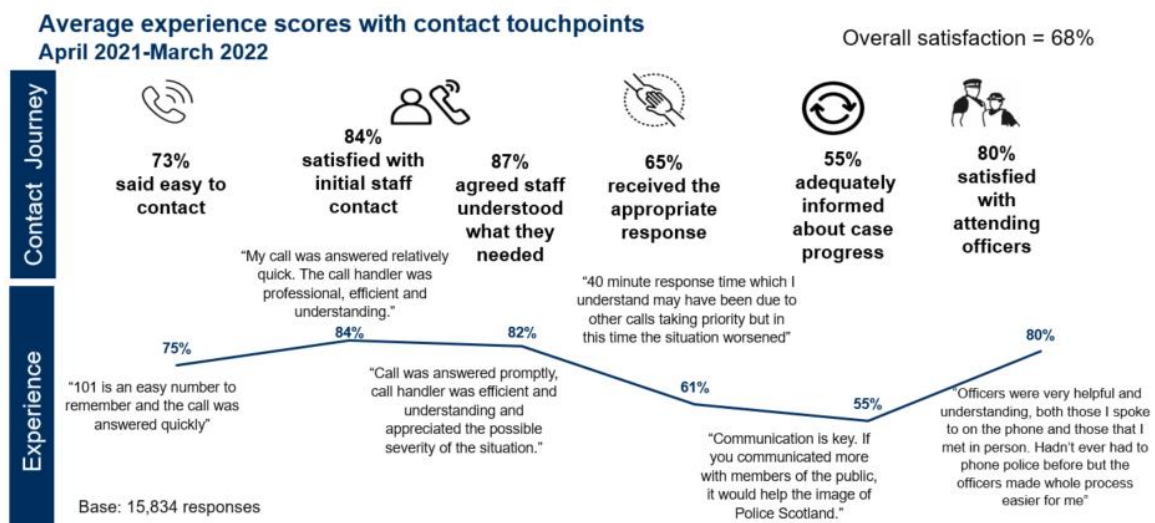 Average experience scores with contact touchpoints
April 2021-March 2022
Overall satisfaction = 68%
Contact Journey
73%
said easy to
contact
84%
satisfied with
initial staff
contact
87%
agreed staff
understood
what they
needed
65%
received the
appropriate
response
55%
adequately
informed
about case
progress
80%
satisfied
with
attending
officers
Experience
“My call was answered relatively
quick. The call handler was
professional, efficient and
understanding.”
“40 minute response time which I
understand may have been due to
other calls taking priority but in
this time the situation worsened”
75%
84%
82%
61%
55%
80%
“101 is an easy number to
remember and the call was
answered quickly”
“Call was answered promptly,
call handler was efficient and
understanding and
appreciated the possible
severity of the situation.”
“Communication is key. If
you communicated more
with members of the public,
it would help the image of
Police Scotland.”
“Officers were very helpful and
understanding, both those I spoke
to on the phone and those that I
met in person. Hadn’t ever had to
phone police before but the
officers made whole process
easier for me”
Base: 15,834 responses